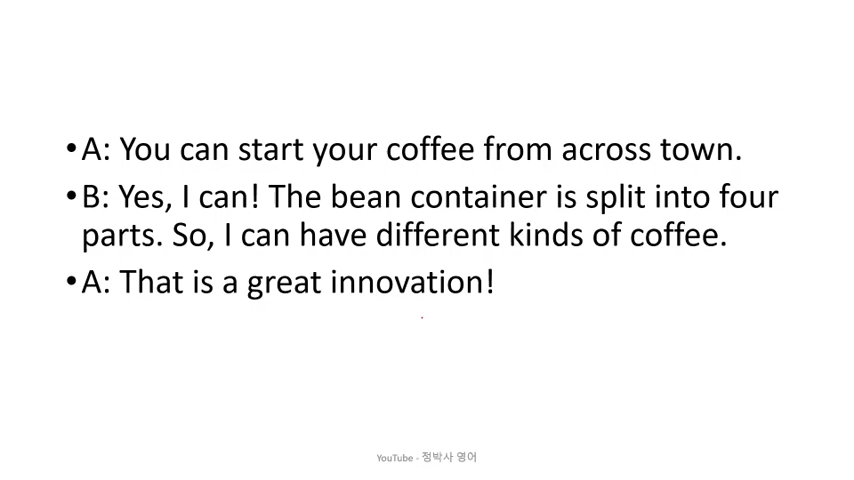 •A: You can start your coffee from across town.
•B: Yes, I can! The bean container is split into four
parts. So, I can have different kinds of coffee.
•A: That is a great innovation!
YouTube - 정박사 영어